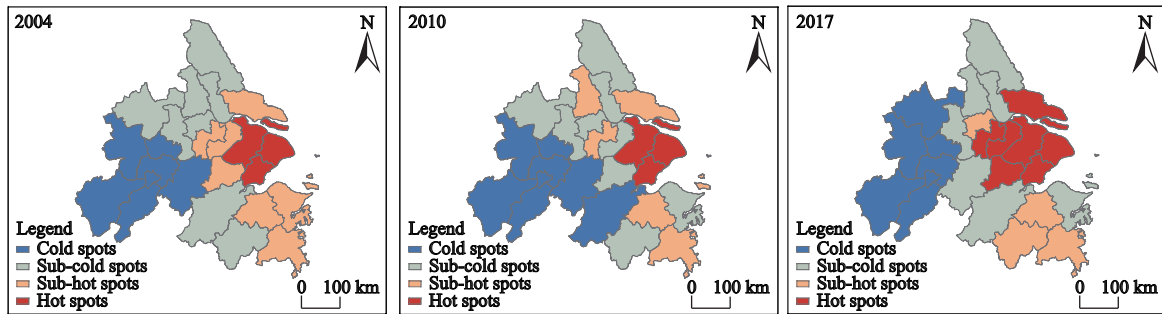 2004
N
Legend
Cold spots
Sub-cold spots
Sub-hot spots
Hot spots
0 100 km
2010
N
Legend
Cold spots
Sub-cold spots
Sub-hot spots
Hot spots
0 100 km
2017
N
Legend
Cold spots
Sub-cold spots
Sub-hot spots
Hot spots
0 100 km